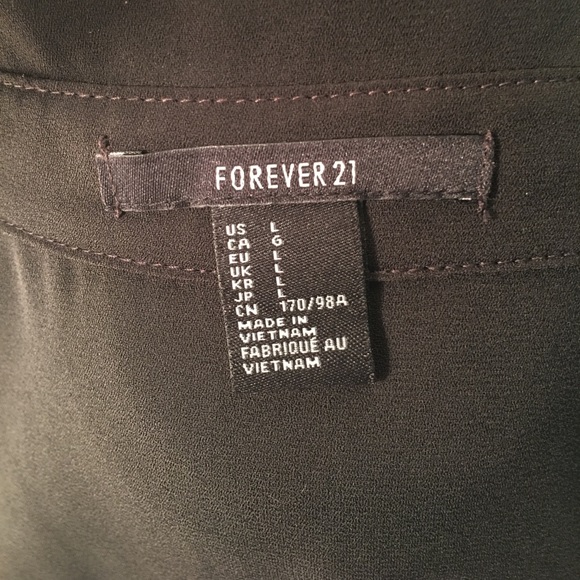 FOREVER 21
US L
CA G
EU L
UK L
KR L
JP L
CN 170/98A
MADE IN
VIETNAM
FABRIQUÉ AU
VIETNAM